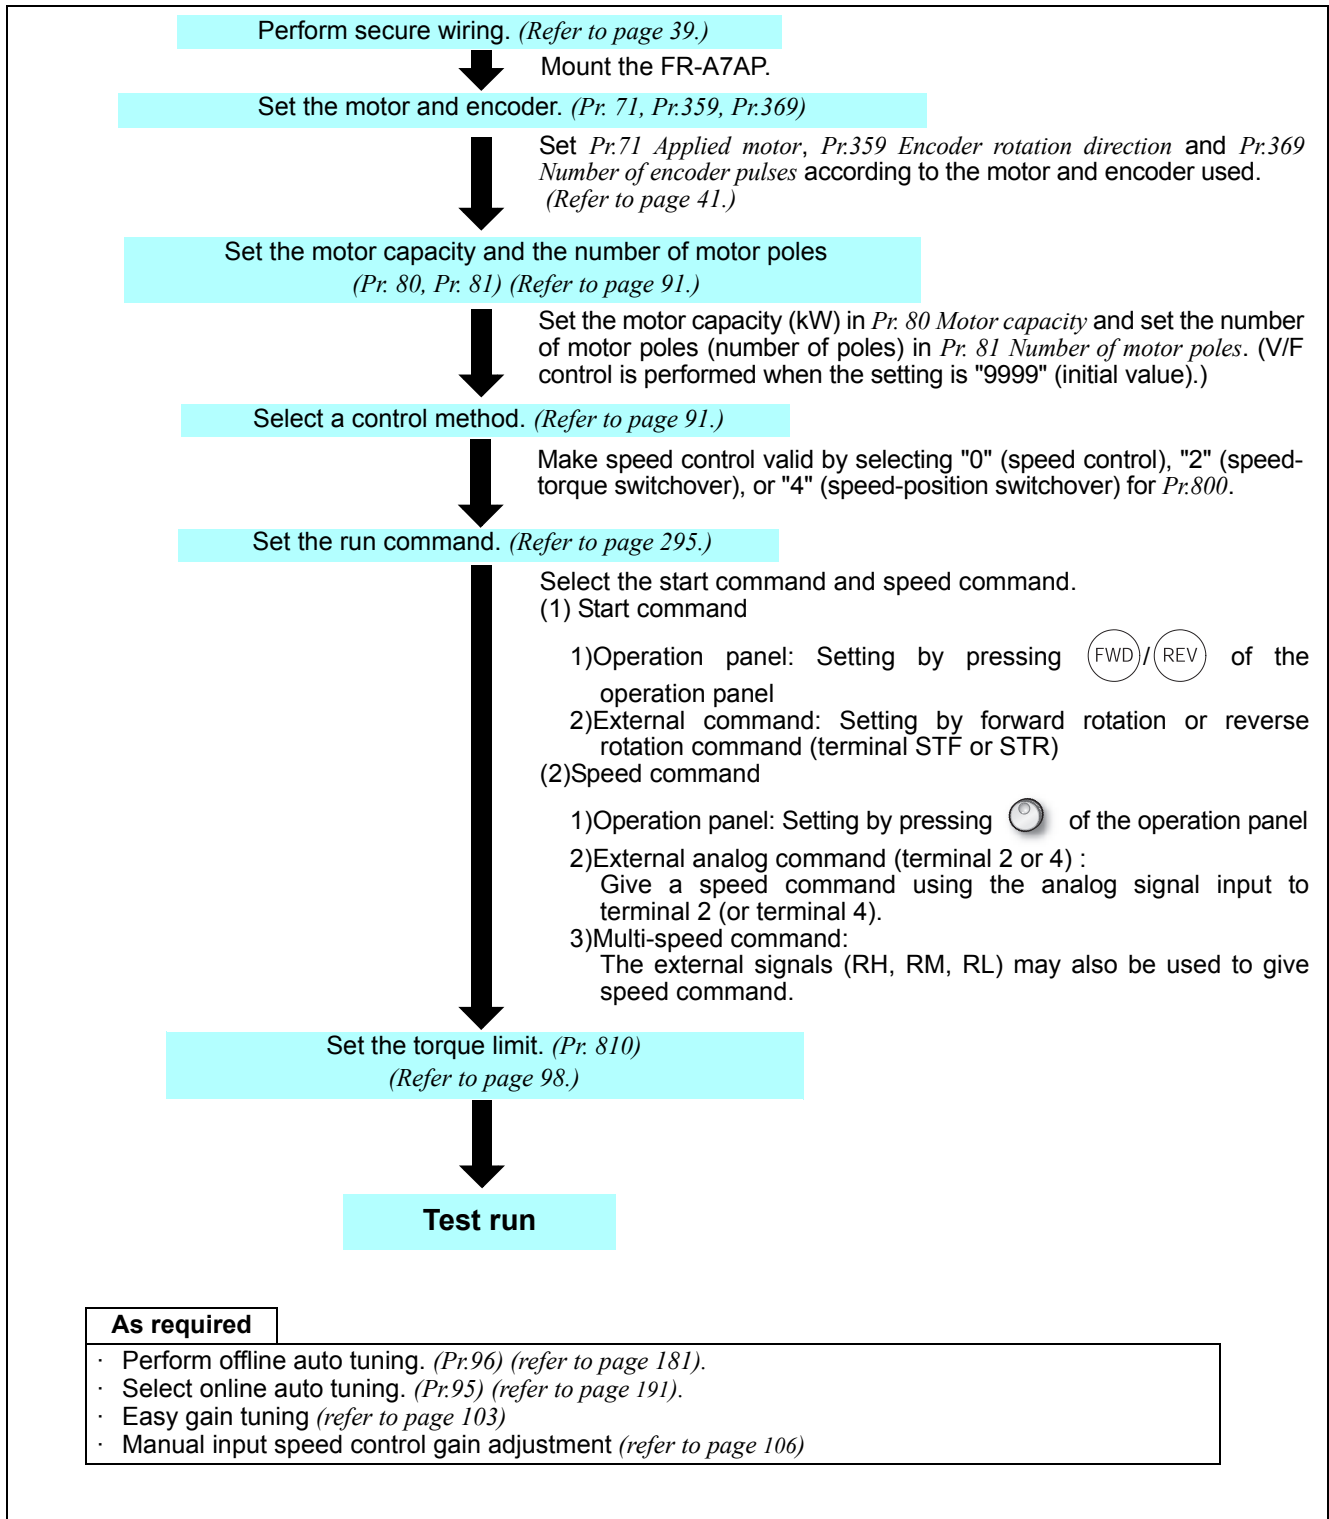 Perform secure wiring. (Refer to page 39.)
Mount the FR-A7AP.
Set the motor and encoder. (Pr. 71, Pr.359, Pr.369)
Set Pr.71 Applied motor, Pr.359 Encoder rotation direction and Pr.369
Number of encoder pulses according to the motor and encoder used.
(Refer to page 41.)
Set the motor capacity and the number of motor poles
(Pr. 80, Pr. 81) (Refer to page 91.)
Set the motor capacity (kW) in Pr. 80 Motor capacity and set the number
of motor poles (number of poles) in Pr. 81 Number of motor poles. (V/F
control is performed when the setting is "9999" (initial value).)
Select a control method. (Refer to page 91.)
Make speed control valid by selecting "0" (speed control), "2" (speed-
torque switchover), or "4" (speed-position switchover) for Pr.800.
Set the run command. (Refer to page 295.)
Select the start command and speed command.
(1) Start command
1)Operation panel: Setting by pressing FWD/REV of the
operation panel
2)External command: Setting by forward rotation or reverse
rotation command (terminal STF or STR)
(2)Speed command
1)Operation panel: Setting by pressing of the operation panel
2)External analog command (terminal 2 or 4) :
Give a speed command using the analog signal input to
terminal 2 (or terminal 4).
3)Multi-speed command:
The external signals (RH, RM, RL) may also be used to give
speed command.
Set the torque limit. (Pr. 810)
(Refer to page 98.)
Test run
As required
· Perform offline auto tuning. (Pr.96) (refer to page 181).
· Select online auto tuning. (Pr.95) (refer to page 191).
· Easy gain tuning (refer to page 103)
· Manual input speed control gain adjustment (refer to page 106)